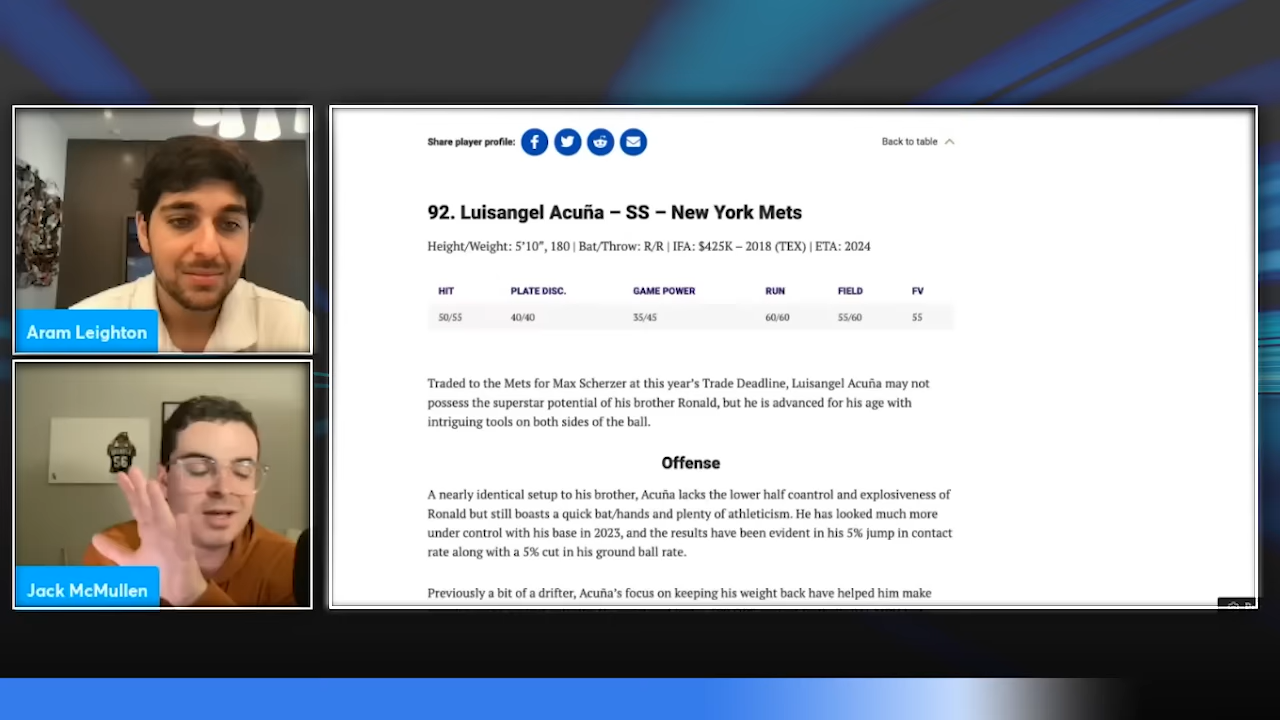 Share player profile:
Back to table
92. Luisangel Acuña – SS – New York Mets
Height/Weight: 5'10", 180 | Bat/Throw: R/R | IFA: $425K – 2018 (TEX) | ETA: 2024
HIT PLATE DISC. GAME POWER RUN FIELD FV
50/55 40/40 35/45 60/60 55/60 55
Traded to the Mets for Max Scherzer at this year's Trade Deadline, Luisangel Acuña may not
possess the superstar potential of his brother Ronald, but he is advanced for his age with
intriguing tools on both sides of the ball.
Offense
A nearly identical setup to his brother, Acuña lacks the lower half coantrol and explosiveness of
Ronald but still boasts a quick bat/hands and plenty of athleticism. He has looked much more
under control with his base in 2023, and the results have been evident in his 5% jump in contact
rate along with a 5% cut in his ground ball rate.
Previously a bit of a drifter, Acuña's focus on keeping his weight back have helped him make
Aram Leighton
56
Jack McMullen